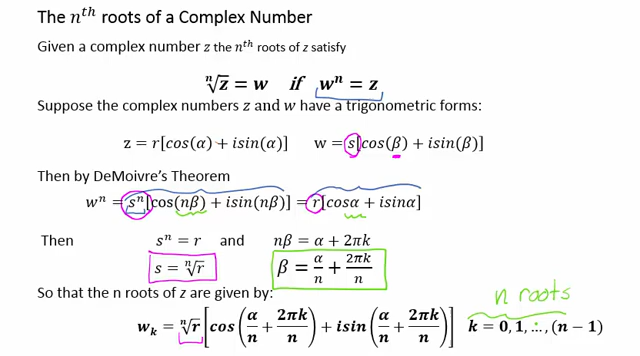 The nᵗʰ roots of a Complex Number
Given a complex number z the nᵗʰ roots of z satisfy
ⁿ√z = w if wⁿ = z
Suppose the complex numbers z and w have a trigonometric forms:
z = r[cos(α) + isin(α)] w = s[cos(β) + isin(β)]
Then by DeMoivre's Theorem
wⁿ = sⁿ[cos(nβ) + isin(nβ)] = r[cosα + isinα]
Then sⁿ = r and nβ = α + 2πk
s = ⁿ√r β = α/n + 2πk/n
So that the n roots of z are given by:
n roots
wₖ = ⁿ√r[cos(α/n + 2πk/n) + isin(α/n + 2πk/n)] k = 0, 1, …, (n − 1)